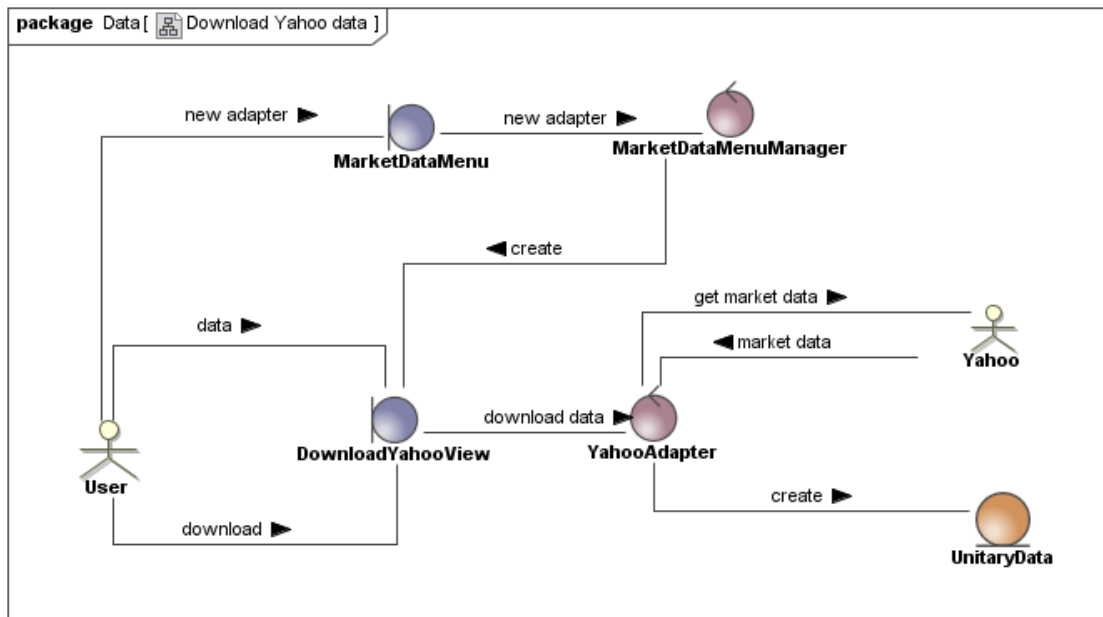 package Data[ Download Yahoo data ]
new adapter
new adapter
MarketDataMenu
MarketDataMenuManager
create
get market data
data
market data
Yahoo
download data
DownloadYahooView
YahooAdapter
User
create
download
UnitaryData